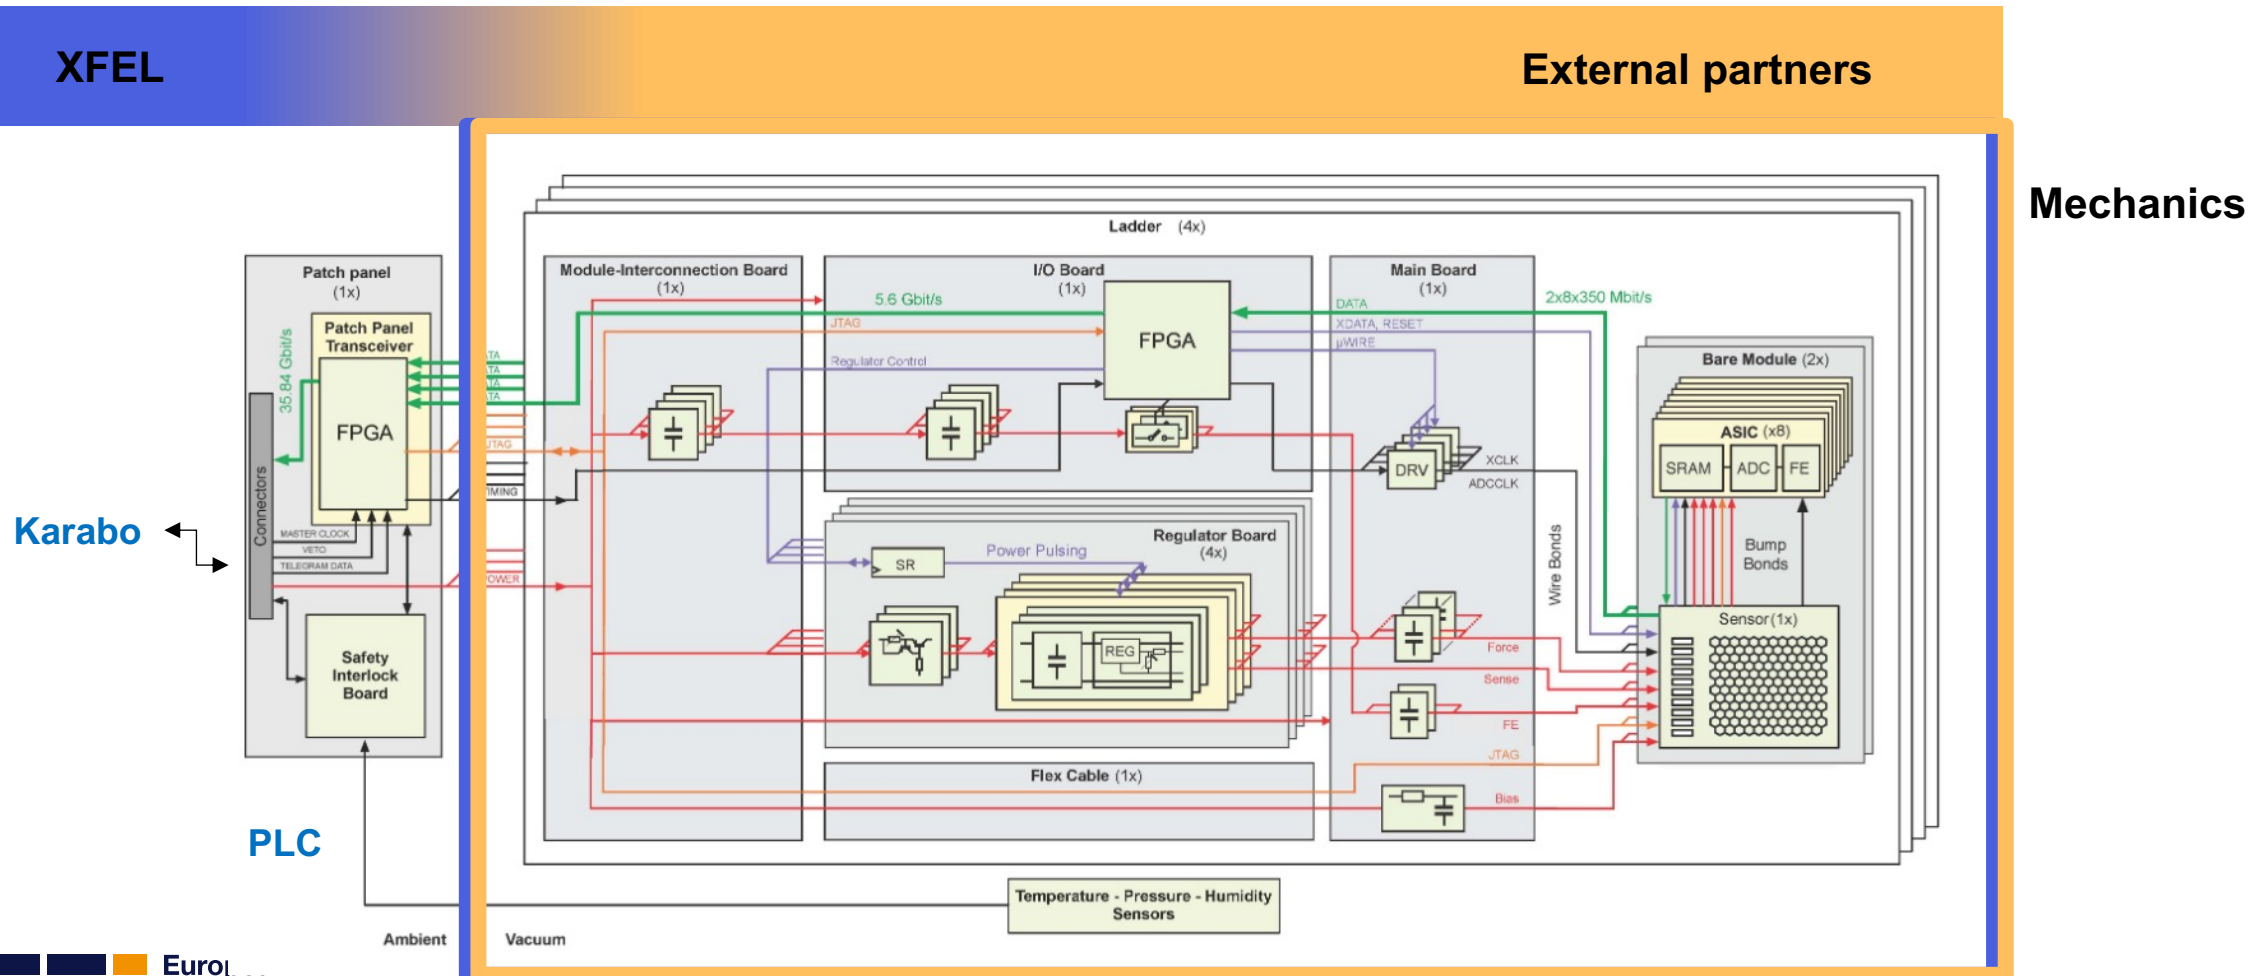 XFEL
External partners
Mechanics
Ladder (4x)
Patch panel
(1x)
Patch Panel
Transceiver
35.84 Gbit/s
FPGA
Connectors
MASTER CLOCK
VETO
TELEGRAM DATA
Safety
Interlock
Board
Karabo
PLC
JTAG
Module-Interconnection Board
(1x)
I/O Board
(1x)
5.6 Gbit/s
JTAG
Regulator Control
FPGA
Main Board
(1x)
DATA
XDATA, RESET
µWIRE
2x8x350 Mbit/s
DRV
XCLK
ADCCLK
Wire Bonds
Bare Module (2x)
ASIC (x8)
SRAM
ADC
FE
Bump
Bonds
Sensor(1x)
Regulator Board
(4x)
SR
Power Pulsing
REG
Force
Sense
FE
JTAG
Bias
Flex Cable (1x)
Temperature - Pressure - Humidity
Sensors
Ambient
Vacuum